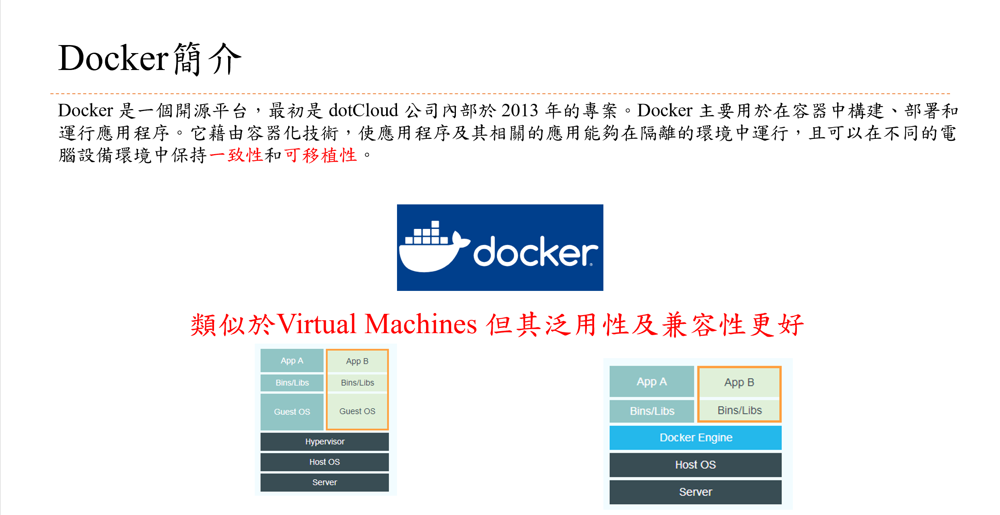 Docker簡介
Docker 是一個開源平台，最初是 dotCloud 公司內部於 2013 年的專案。Docker 主要用於在容器中構建、部署和
運行應用程序。它藉由容器化技術，使應用程序及其相關的應用能夠在隔離的環境中運行，且可以在不同的電
腦設備環境中保持一致性和可移植性。
docker®
類似於Virtual Machines 但其泛用性及兼容性更好
App A
App B
Bins/Libs
Bins/Libs
Guest OS
Guest OS
Hypervisor
Host OS
Server
App A
App B
Bins/Libs
Bins/Libs
Docker Engine
Host OS
Server